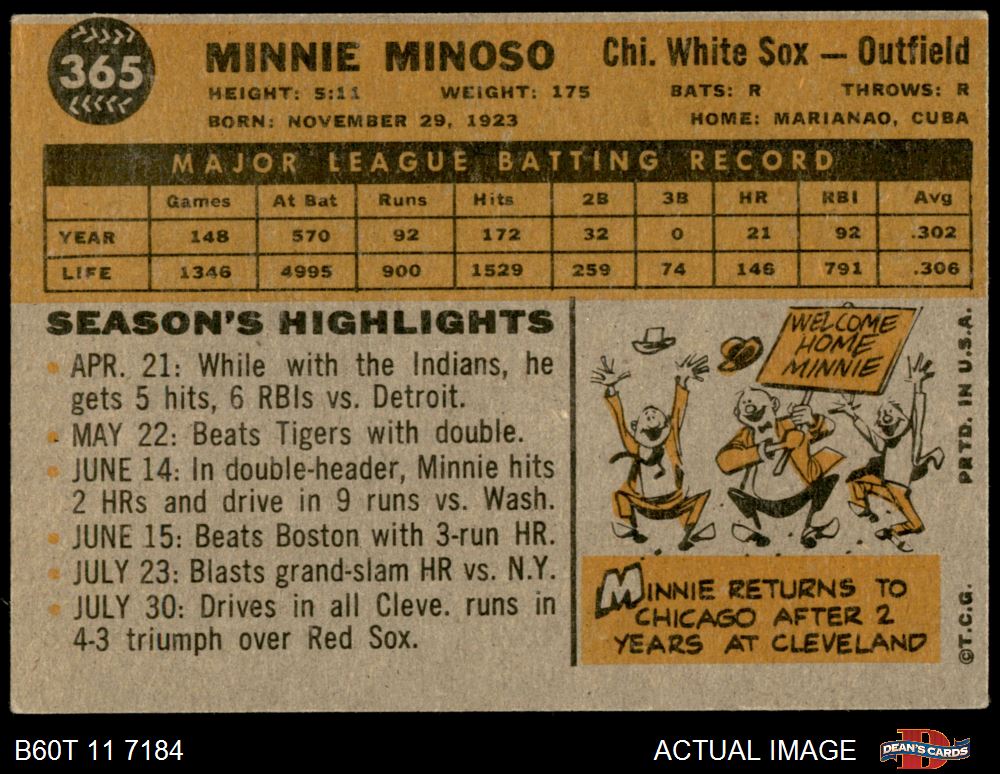 365
MINNIE MINOSO Chi. White Sox — Outfield
HEIGHT: 5:11 WEIGHT: 175 BATS: R THROWS: R
BORN: NOVEMBER 29, 1923 HOME: MARIANAO, CUBA
MAJOR LEAGUE BATTING RECORD
Games At Bat Runs Hits 2B 3B HR RBI Avg
YEAR 148 570 92 172 32 0 21 92 .302
LIFE 1346 4995 900 1529 259 74 146 791 .306
SEASON'S HIGHLIGHTS
• APR. 21: While with the Indians, he
gets 5 hits, 6 RBIs vs. Detroit.
• MAY 22: Beats Tigers with double.
• JUNE 14: In double-header, Minnie hits
2 HRs and drive in 9 runs vs. Wash.
• JUNE 15: Beats Boston with 3-run HR.
• JULY 23: Blasts grand-slam HR vs. N.Y.
• JULY 30: Drives in all Cleve. runs in
4-3 triumph over Red Sox.
WELCOME
HOME
MINNIE
MINNIE RETURNS TO
CHICAGO AFTER 2
YEARS AT CLEVELAND
PRTD. IN U.S.A.
©T.C.G.
B60T 11 7184 ACTUAL IMAGE DEAN'S CARDS